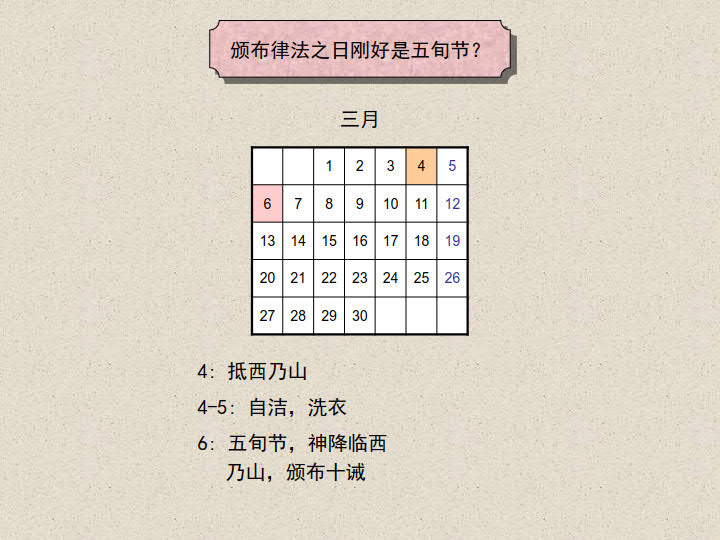 颁布律法之日刚好是五旬节？
三月
1 2 3 4 5
6 7 8 9 10 11 12
13 14 15 16 17 18 19
20 21 22 23 24 25 26
27 28 29 30
4: 抵西乃山
4-5: 自洁，洗衣
6: 五旬节，神降临西
乃山，颁布十诫